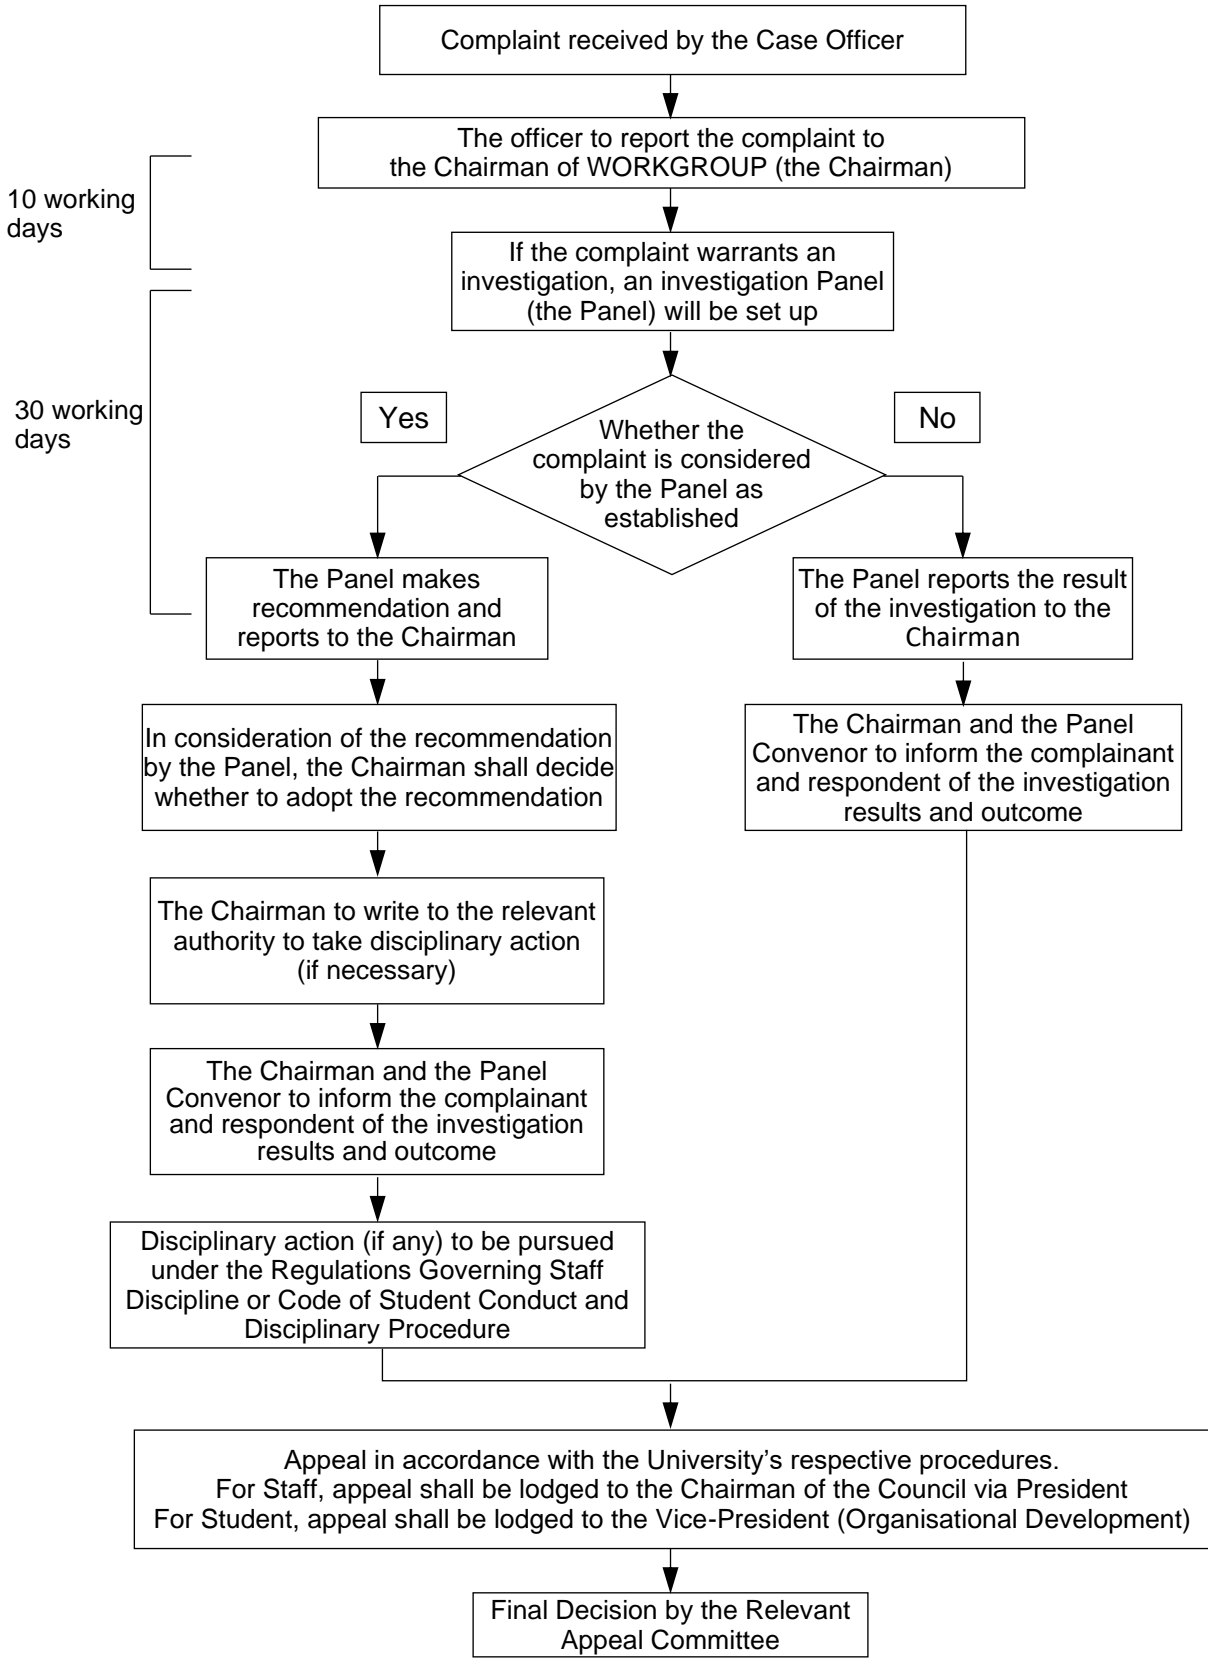 Complaint received by the Case Officer
The officer to report the complaint to
the Chairman of WORKGROUP (the Chairman)
10 working
days
If the complaint warrants an
investigation, an investigation Panel
(the Panel) will be set up
30 working
days
Yes
No
Whether the
complaint is considered
by the Panel as
established
The Panel makes
recommendation and
reports to the Chairman
The Panel reports the result
of the investigation to the
Chairman
In consideration of the recommendation
by the Panel, the Chairman shall decide
whether to adopt the recommendation
The Chairman and the Panel
Convenor to inform the complainant
and respondent of the investigation
results and outcome
The Chairman to write to the relevant
authority to take disciplinary action
(if necessary)
The Chairman and the Panel
Convenor to inform the complainant
and respondent of the investigation
results and outcome
Disciplinary action (if any) to be pursued
under the Regulations Governing Staff
Discipline or Code of Student Conduct and
Disciplinary Procedure
Appeal in accordance with the University’s respective procedures.
For Staff, appeal shall be lodged to the Chairman of the Council via President
For Student, appeal shall be lodged to the Vice-President (Organisational Development)
Final Decision by the Relevant
Appeal Committee